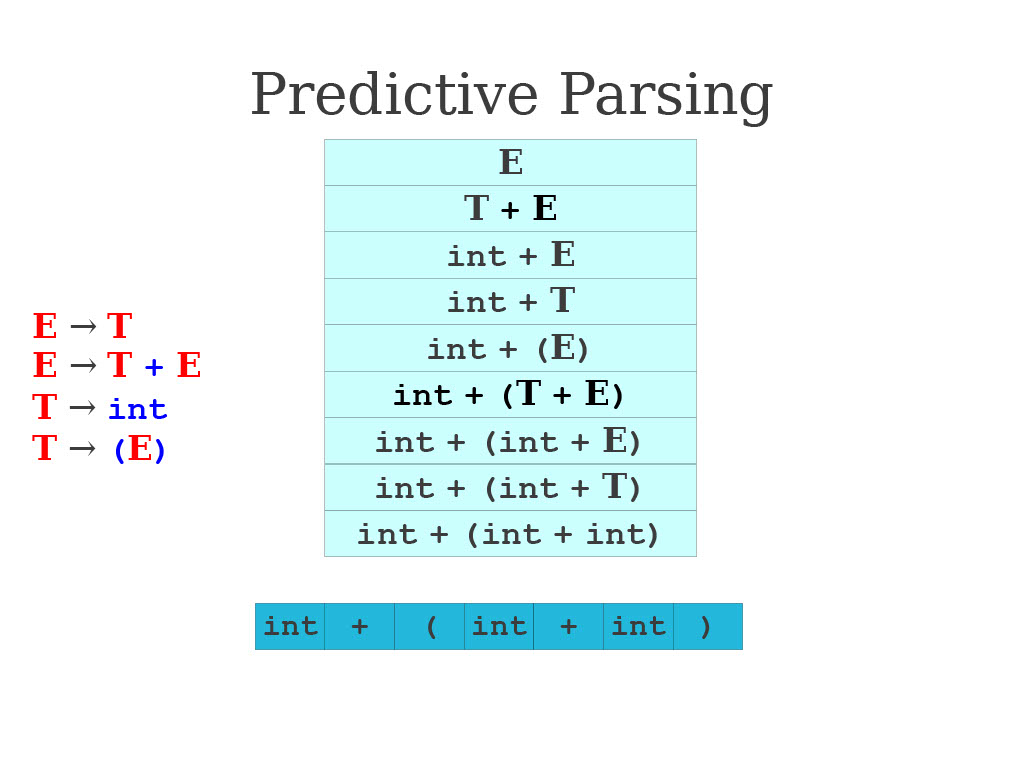 Predictive Parsing
E
T + E
int + E
int + T
int + (E)
int + (T + E)
int + (int + E)
int + (int + T)
int + (int + int)
E → T
E → T + E
T → int
T → (E)
int + ( int + int )